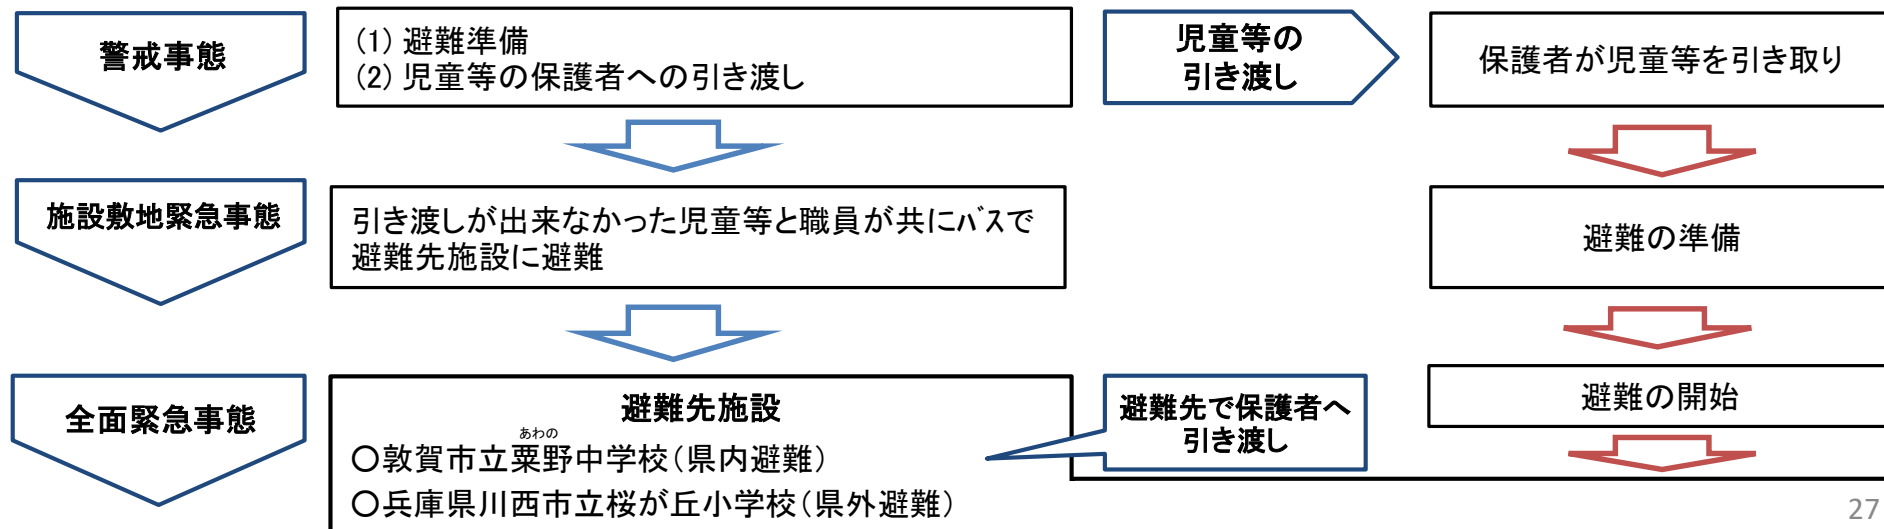 警戒事態
(1) 避難準備
(2) 児童等の保護者への引き渡し
児童等の
引き渡し
保護者が児童等を引き取り
施設敷地緊急事態
引き渡しが出来なかった児童等と職員が共にバスで
避難先施設に避難
避難の準備
全面緊急事態
避難先施設
あわの
〇敦賀市立粟野中学校(県内避難)
〇兵庫県川西市立桜が丘小学校(県外避難)
避難先で保護者へ
引き渡し
避難の開始
27